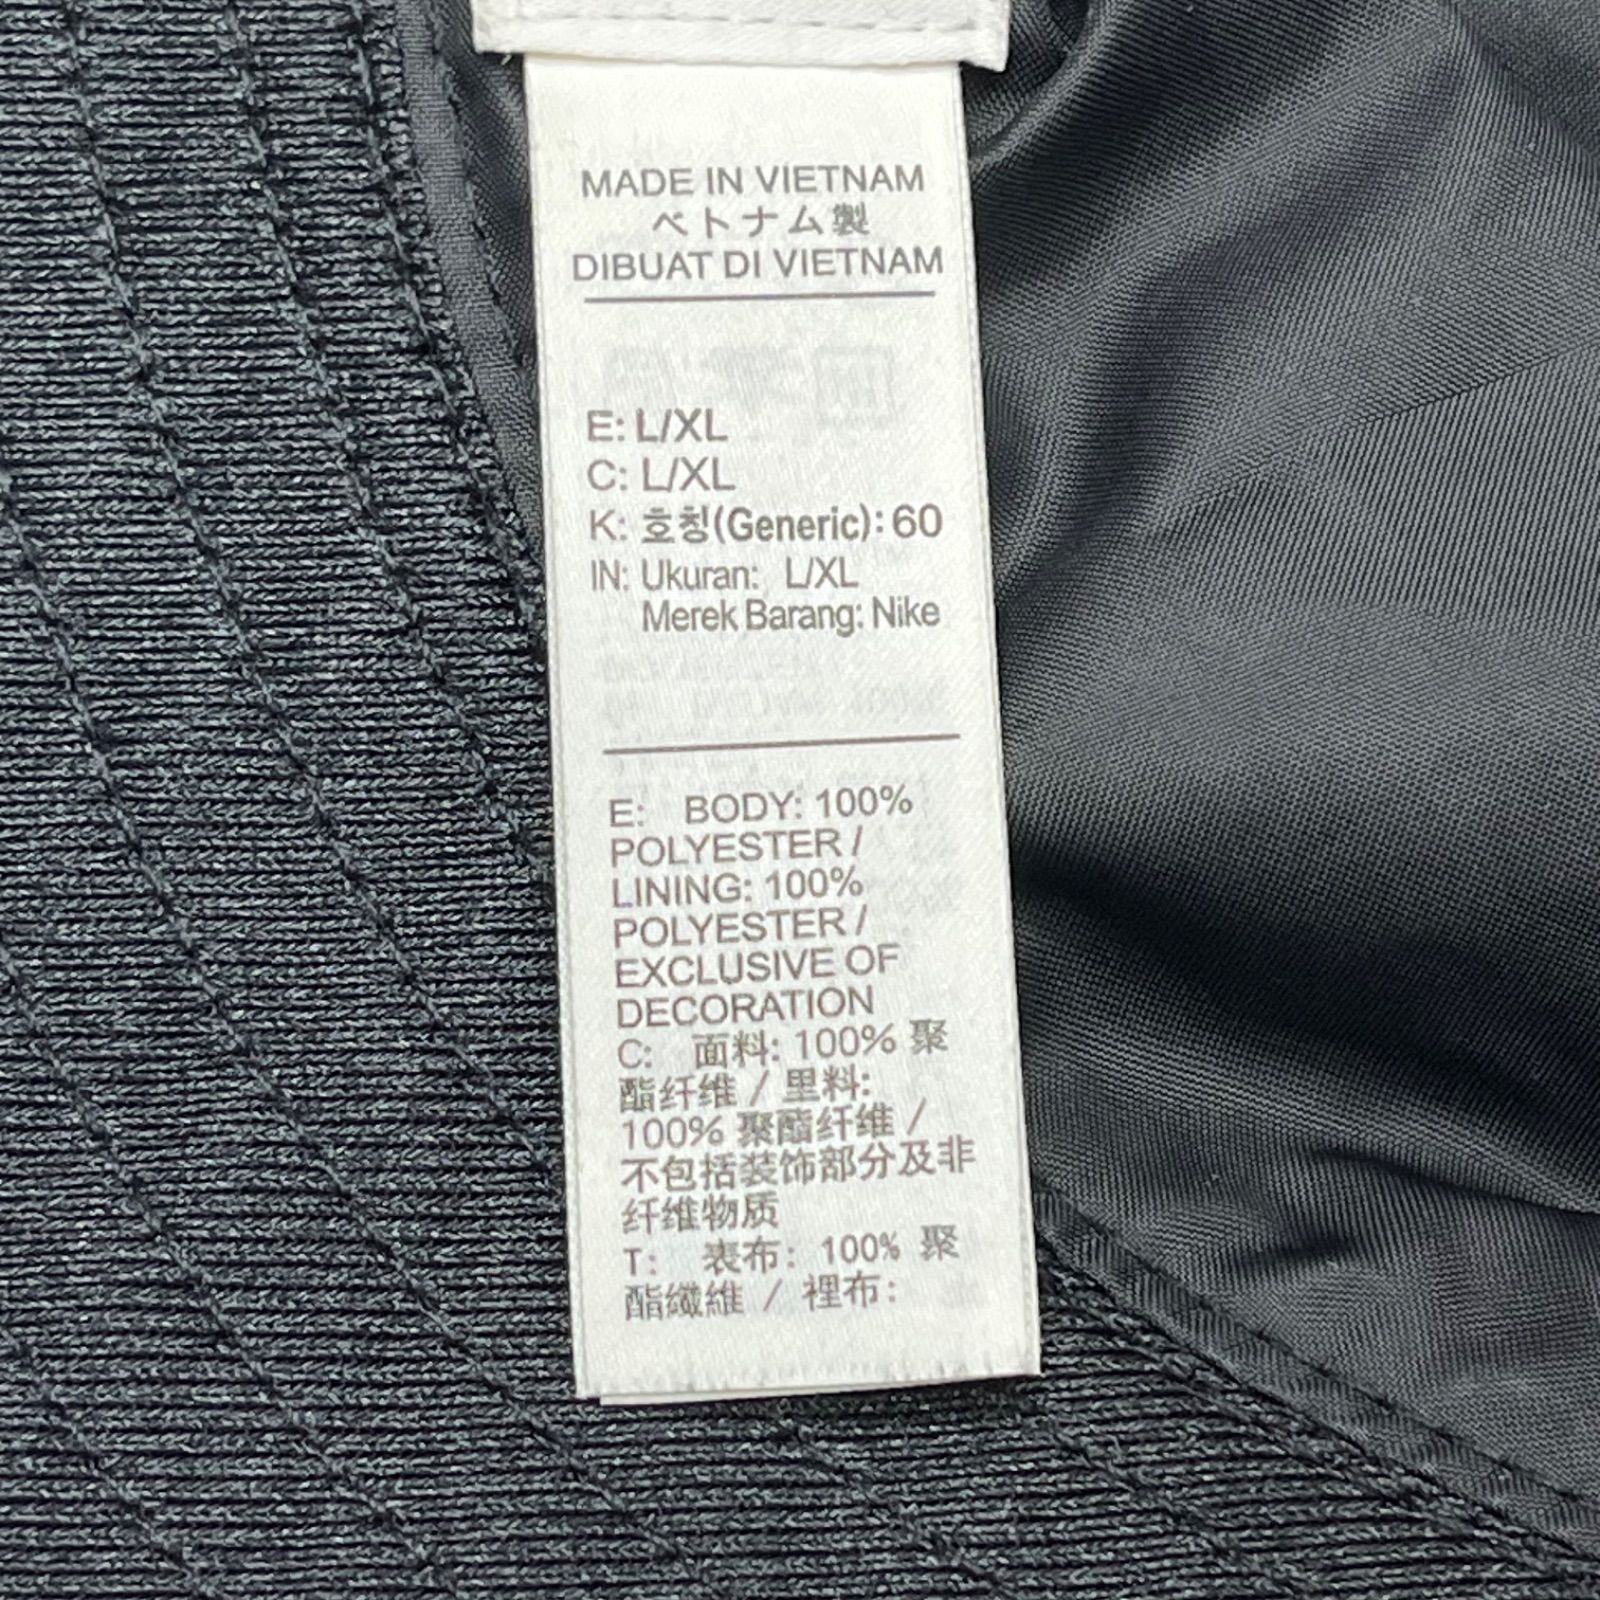 MADE IN VIETNAM
ベトナム製
DIBUAT DI VIETNAM
E: L/XL
C: L/XL
K: 호칭(Generic): 60
IN: Ukuran: L/XL
Merek Barang: Nike
E: BODY: 100%
POLYESTER /
LINING: 100%
POLYESTER /
EXCLUSIVE OF
DECORATION
C: 面料: 100% 聚
酯纤维 / 里料:
100% 聚酯纤维 /
不包括装饰部分及非
纤维物质
T: 表布: 100% 聚
酯纖維 / 裡布: